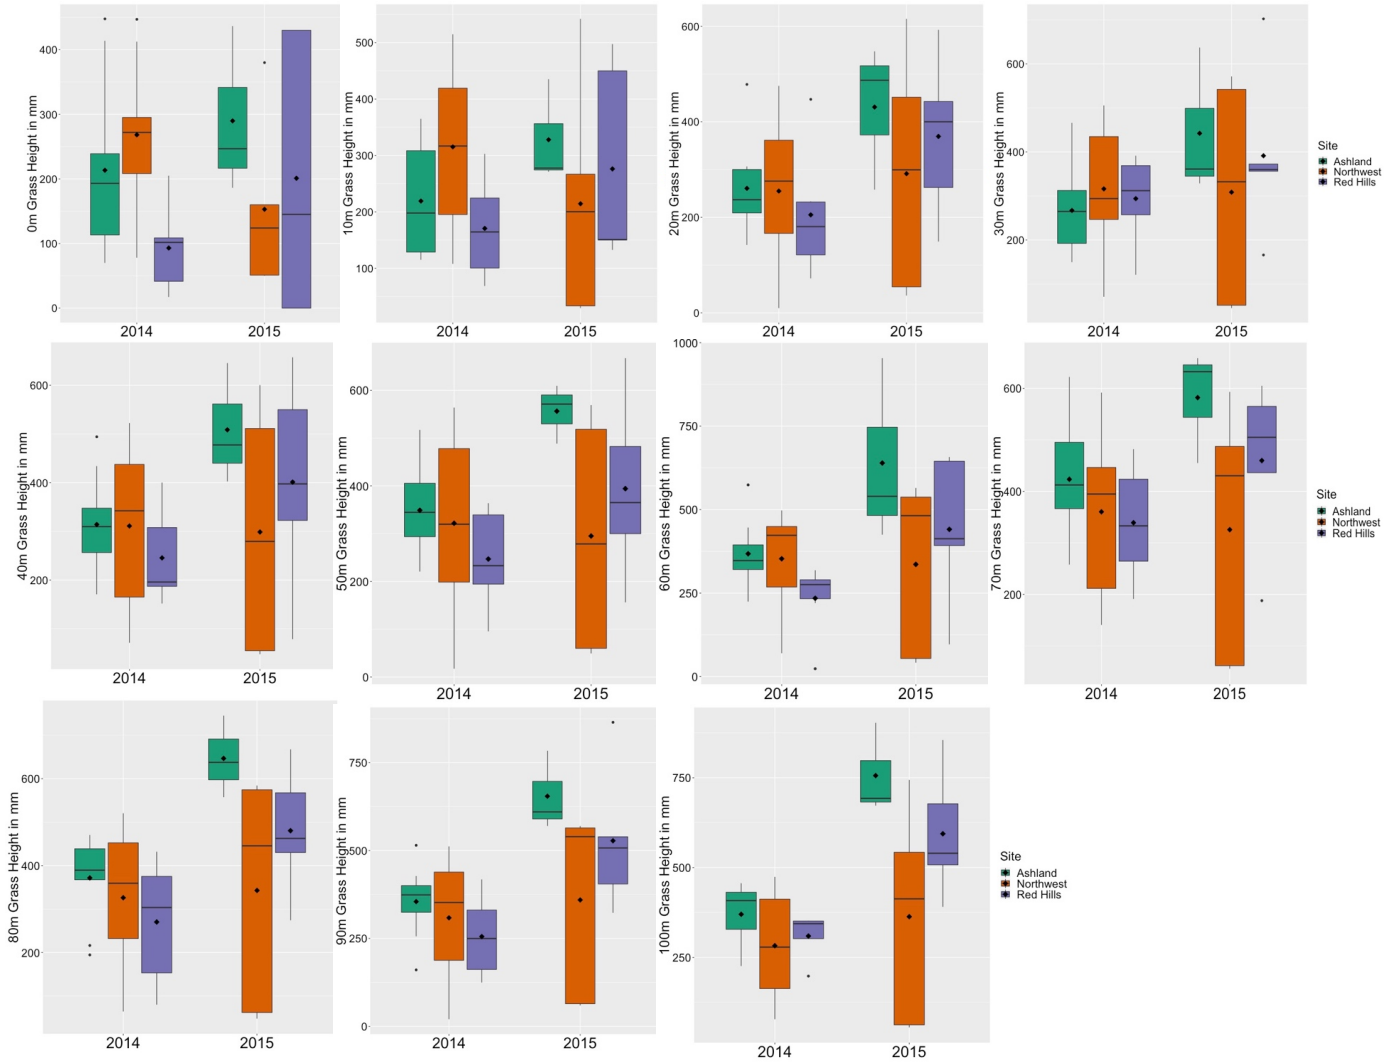 0m Grass Height in mm
400
300
200
100
0
2014 2015
10m Grass Height in mm
500
400
300
200
100
2014 2015
20m Grass Height in mm
600
400
200
0
2014 2015
30m Grass Height in mm
600
400
200
2014 2015
Site
Ashland
Northwest
Red Hills
40m Grass Height in mm
600
400
200
2014 2015
50m Grass Height in mm
600
400
200
0
2014 2015
60m Grass Height in mm
1000
750
500
250
0
2014 2015
70m Grass Height in mm
600
400
200
2014 2015
Site
Ashland
Northwest
Red Hills
80m Grass Height in mm
600
400
200
2014 2015
90m Grass Height in mm
750
500
250
0
2014 2015
100m Grass Height in mm
750
500
250
2014 2015
Site
Ashland
Northwest
Red Hills